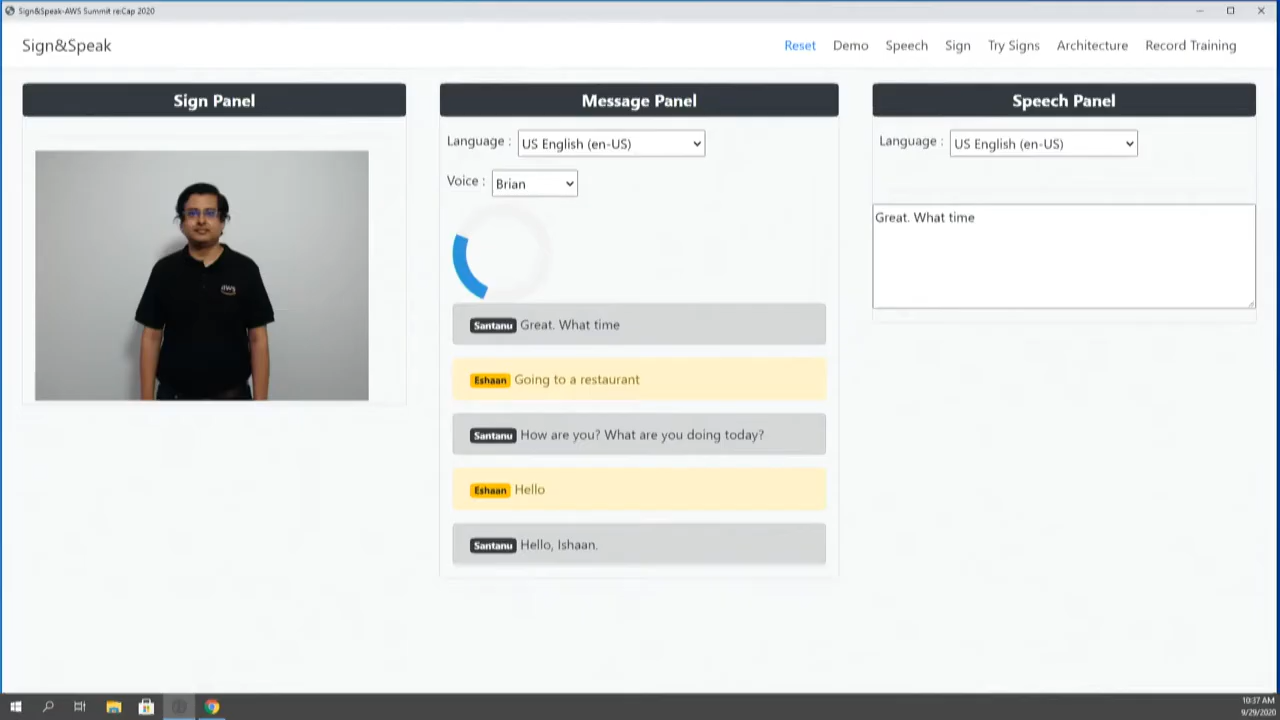 Sign&Speak-AWS Summit re:Cap 2020
Sign&Speak
Reset Demo Speech Sign Try Signs Architecture Record Training
Sign Panel
aws
Message Panel
Language : US English (en-US)
Voice : Brian
Santanu Great. What time
Eshaan Going to a restaurant
Santanu How are you? What are you doing today?
Eshaan Hello
Santanu Hello, Ishaan.
Speech Panel
Language : US English (en-US)
Great. What time
10:37 AM
9/29/2020